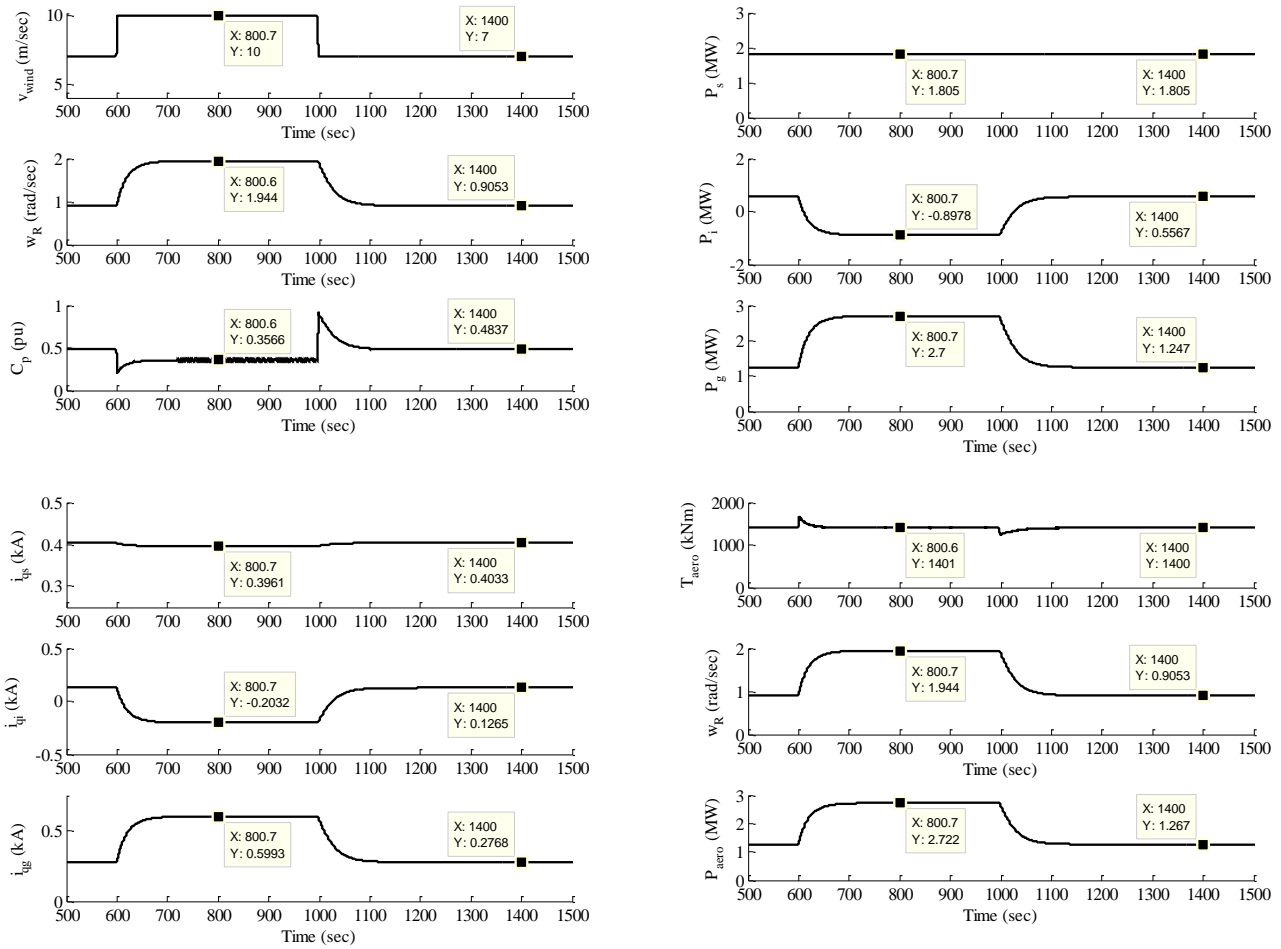 v_wind (m/sec)
10
5
X: 800.7
Y: 10
X: 1400
Y: 7
500 600 700 800 900 1000 1100 1200 1300 1400 1500
Time (sec)
w_R (rad/sec)
2
1
0
X: 800.6
Y: 1.944
X: 1400
Y: 0.9053
500 600 700 800 900 1000 1100 1200 1300 1400 1500
Time (sec)
C_p (pu)
1
0.5
0
X: 800.6
Y: 0.3566
X: 1400
Y: 0.4837
500 600 700 800 900 1000 1100 1200 1300 1400 1500
Time (sec)
P_s (MW)
3
2
1
0
X: 800.7
Y: 1.805
X: 1400
Y: 1.805
500 600 700 800 900 1000 1100 1200 1300 1400 1500
P_i (MW)
2
0
-2
X: 800.7
Y: -0.8978
X: 1400
Y: 0.5567
500 600 700 800 900 1000 1100 1200 1300 1400 1500
P_g (MW)
3
2
1
0
X: 800.7
Y: 2.7
X: 1400
Y: 1.247
500 600 700 800 900 1000 1100 1200 1300 1400 1500
Time (sec)
i_qs (kA)
0.5
0.4
0.3
X: 800.7
Y: 0.3961
X: 1400
Y: 0.4033
500 600 700 800 900 1000 1100 1200 1300 1400 1500
i_qi (kA)
0.5
0
-0.5
X: 800.7
Y: -0.2032
X: 1400
Y: 0.1265
500 600 700 800 900 1000 1100 1200 1300 1400 1500
i_qg (kA)
0.5
0
X: 800.7
Y: 0.5993
X: 1400
Y: 0.2768
500 600 700 800 900 1000 1100 1200 1300 1400 1500
Time (sec)
T_aero (kNm)
2000
1000
0
X: 800.6
Y: 1401
X: 1400
Y: 1400
500 600 700 800 900 1000 1100 1200 1300 1400 1500
w_R (rad/sec)
2
1
0
X: 800.7
Y: 1.944
X: 1400
Y: 0.9053
500 600 700 800 900 1000 1100 1200 1300 1400 1500
P_aero (MW)
3
2
1
0
X: 800.7
Y: 2.722
X: 1400
Y: 1.267
500 600 700 800 900 1000 1100 1200 1300 1400 1500
Time (sec)